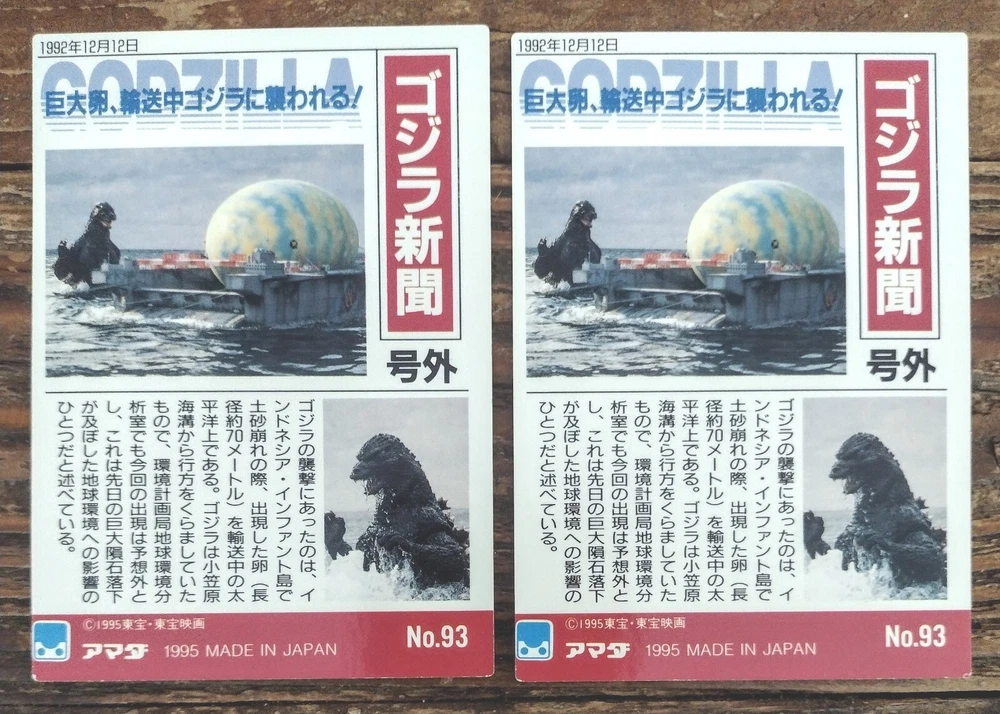 1992年12月12日
GODZILLA
巨大卵、輸送中ゴジラに襲われる!
ゴジラ新聞
号外
ゴジラの襲撃にあったのは、イ
ンドネシア・インファント島で
土砂崩れの際、出現した卵(長
径約70メートル)を輸送中の太
平洋上である。ゴジラは小笠原
海溝から行方をくらましていた
もので、環境計画局地球環境分
析室でも今回の出現は予想外と
し、これは先日の巨大隕石落下
が及ぼした地球環境への影響の
ひとつだと述べている。
©1995東宝・東宝映画
アマダ 1995 MADE IN JAPAN
No.93
1992年12月12日
GODZILLA
巨大卵、輸送中ゴジラに襲われる!
ゴジラ新聞
号外
ゴジラの襲撃にあったのは、イ
ンドネシア・インファント島で
土砂崩れの際、出現した卵(長
径約70メートル)を輸送中の太
平洋上である。ゴジラは小笠原
海溝から行方をくらましていた
もので、環境計画局地球環境分
析室でも今回の出現は予想外と
し、これは先日の巨大隕石落下
が及ぼした地球環境への影響の
ひとつだと述べている。
©1995東宝・東宝映画
アマダ 1995 MADE IN JAPAN
No.93